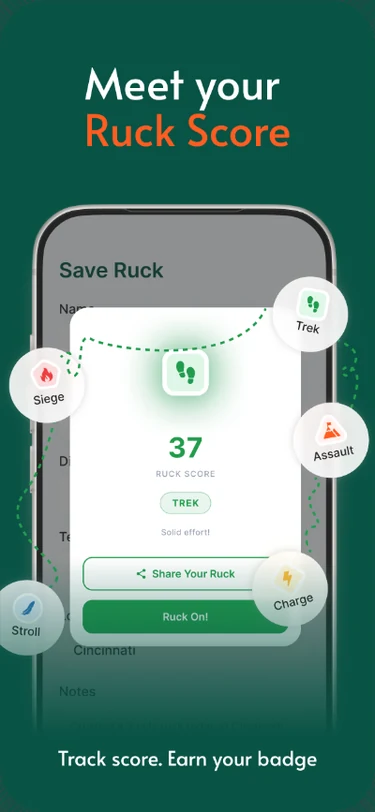 Meet your
Ruck Score
Save Ruck
Name
Trek
Siege
37
RUCK SCORE
Assault
TREK
Solid effort!
Share Your Ruck
Charge
Ruck On!
Stroll
Cincinnati
Notes
Track score. Earn your badge